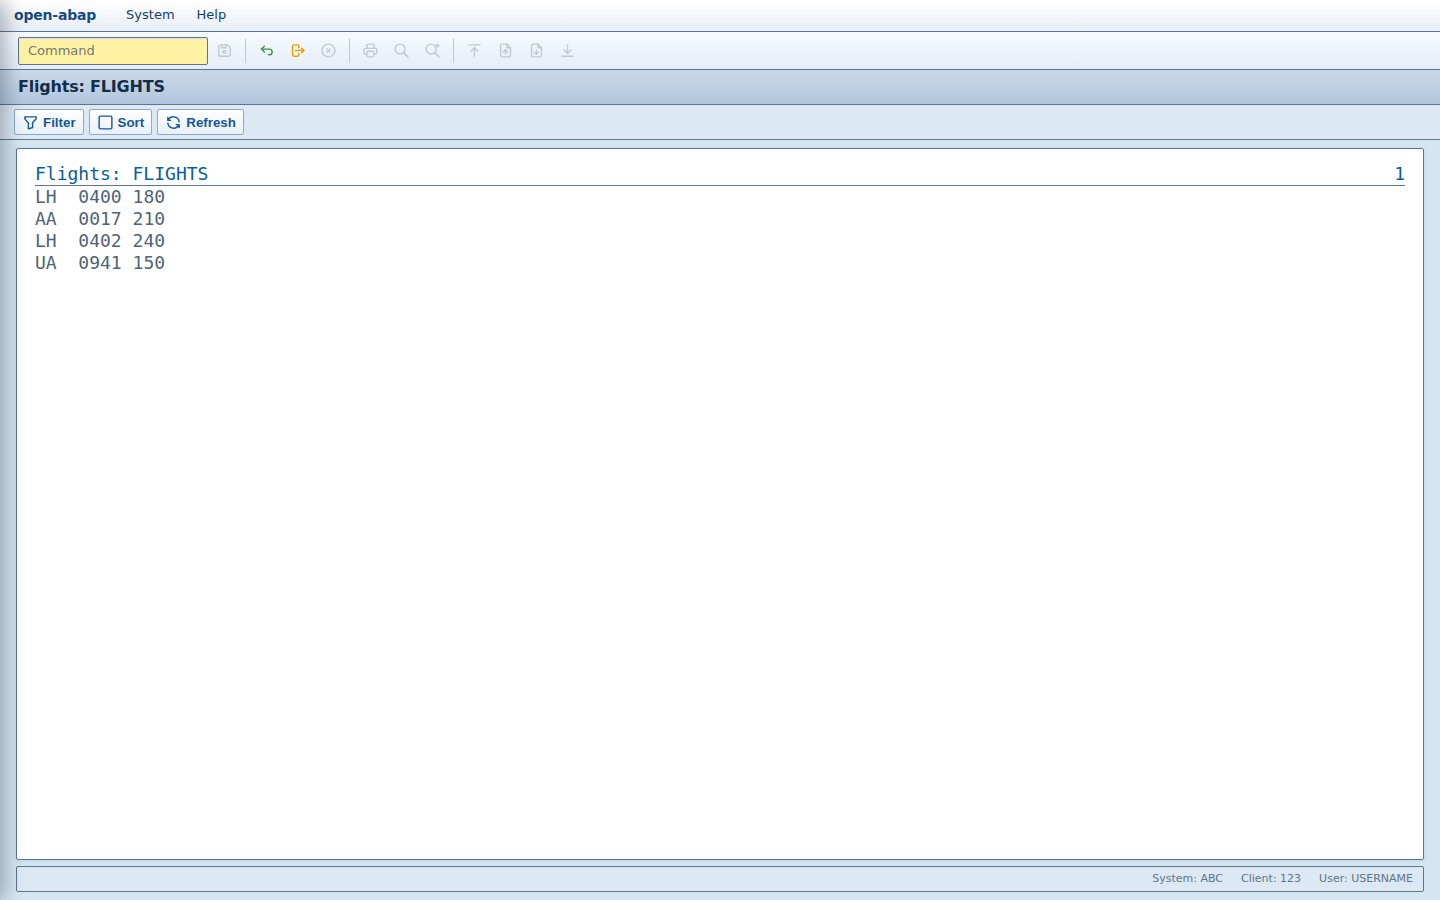 open-abap System Help
Command
Flights: FLIGHTS
Filter Sort Refresh
Flights: FLIGHTS 1
LH  0400 180
AA  0017 210
LH  0402 240
UA  0941 150
System: ABC Client: 123 User: USERNAME